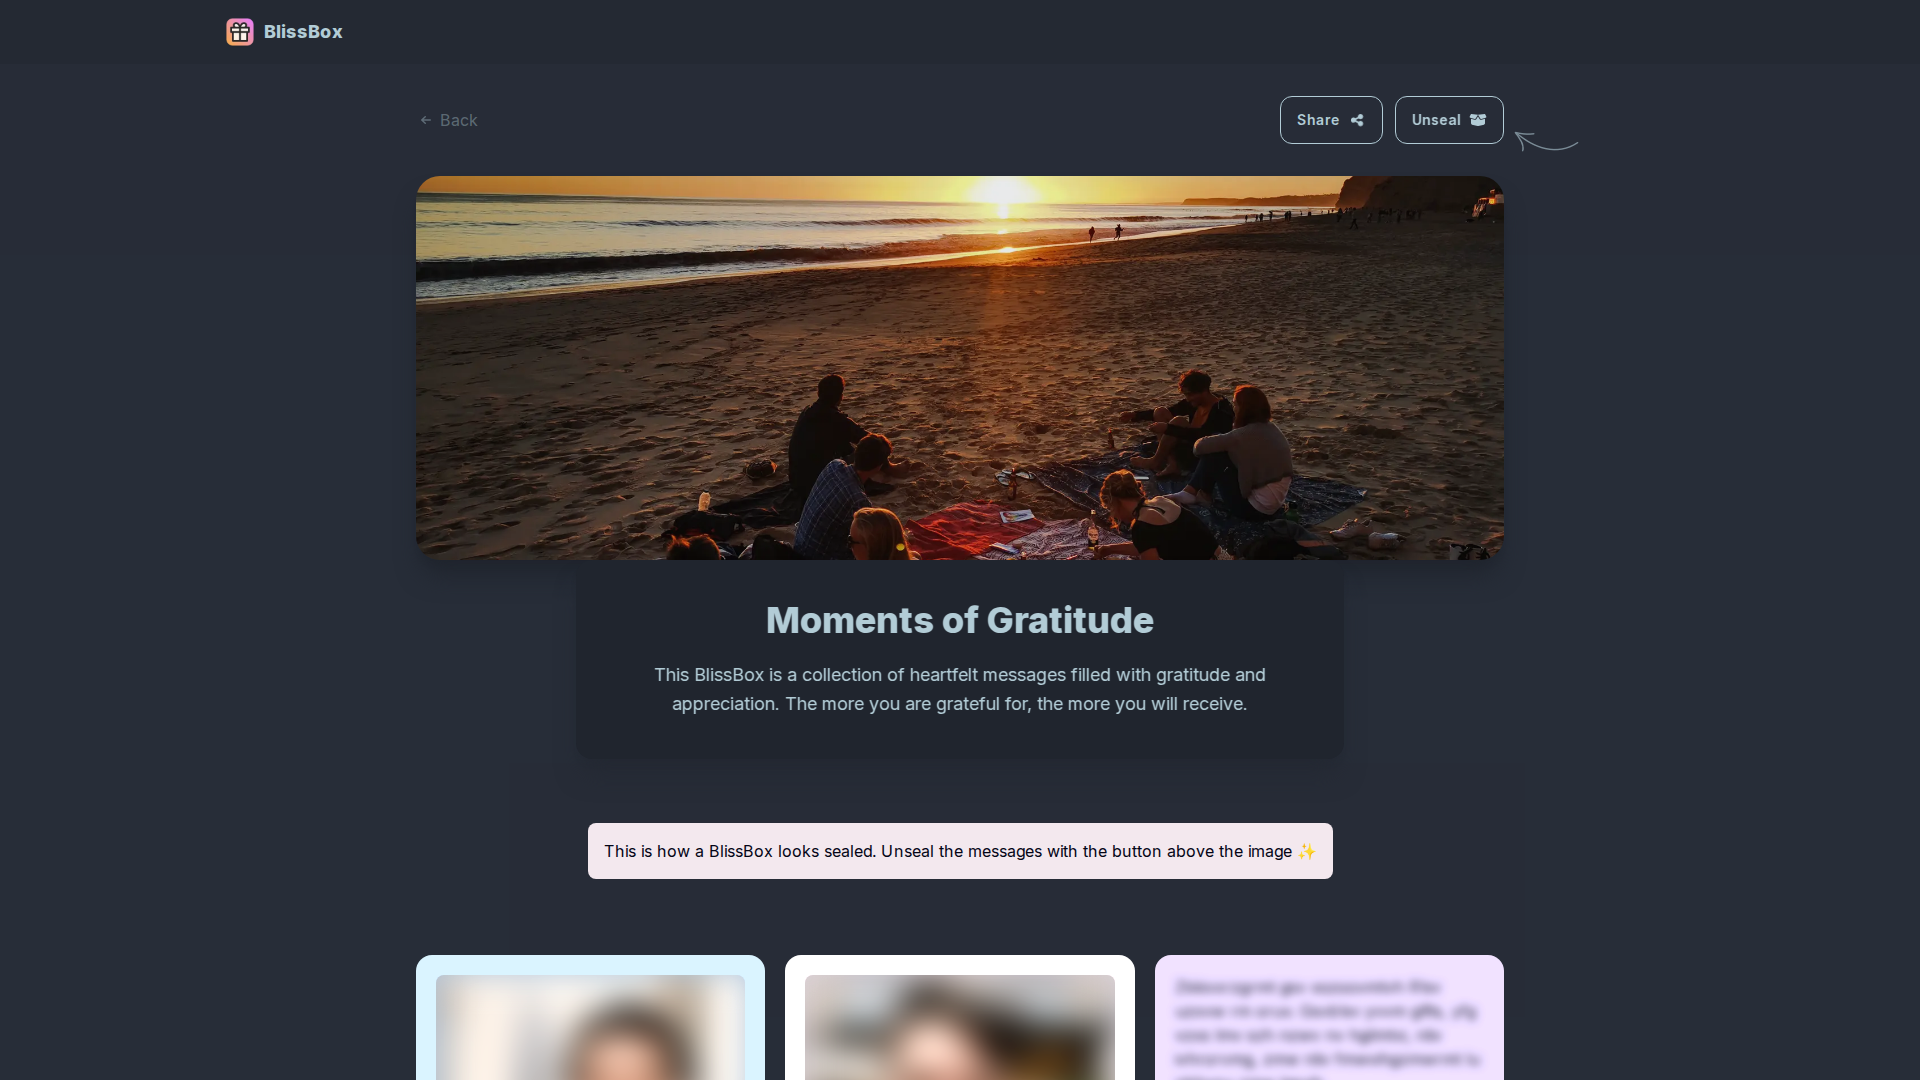 BlissBox
Back
Share
Unseal
Moments of Gratitude
This BlissBox is a collection of heartfelt messages filled with gratitude and
appreciation. The more you are grateful for, the more you will receive.
This is how a BlissBox looks sealed. Unseal the messages with the button above the image ✨